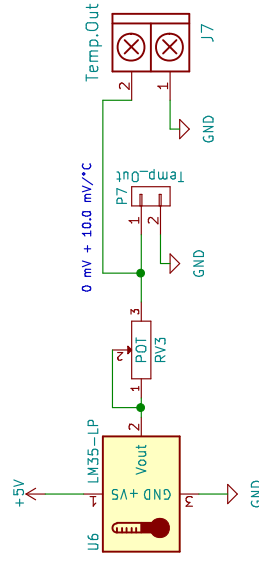 Temp.Out
J7
2
1
GND
0 mV + 10.0 mV/°C
P7
Temp_Out
1
2
GND
3
POT
2
RV3
1
LM35-LP
2
Vout
+5V
1
+VS
GND
3
GND
U6